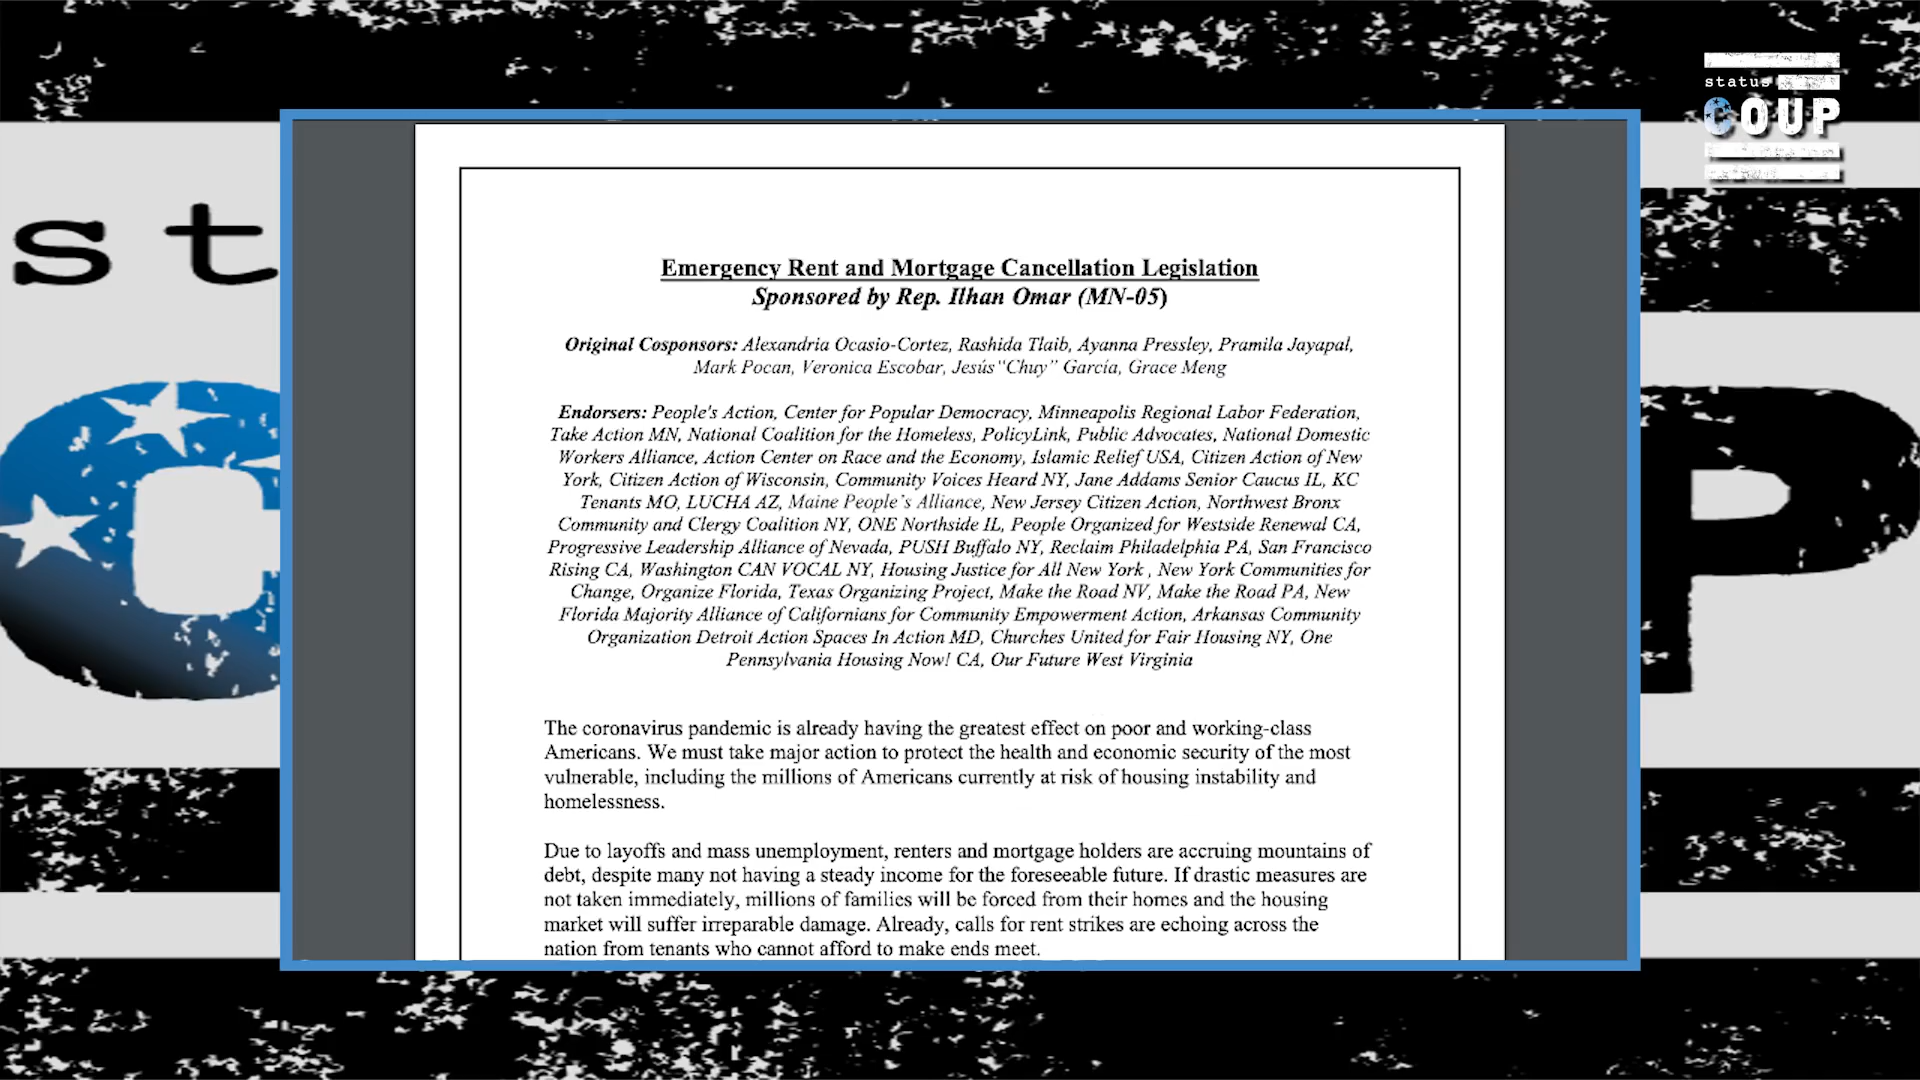 status
COUP
st
C
P
Emergency Rent and Mortgage Cancellation Legislation
Sponsored by Rep. Ilhan Omar (MN-05)
Original Cosponsors: Alexandria Ocasio-Cortez, Rashida Tlaib, Ayanna Pressley, Pramila Jayapal,
Mark Pocan, Veronica Escobar, Jesús "Chuy" García, Grace Meng
Endorsers: People's Action, Center for Popular Democracy, Minneapolis Regional Labor Federation,
Take Action MN, National Coalition for the Homeless, PolicyLink, Public Advocates, National Domestic
Workers Alliance, Action Center on Race and the Economy, Islamic Relief USA, Citizen Action of New
York, Citizen Action of Wisconsin, Community Voices Heard NY, Jane Addams Senior Caucus IL, KC
Tenants MO, LUCHA AZ, Maine People's Alliance, New Jersey Citizen Action, Northwest Bronx
Community and Clergy Coalition NY, ONE Northside IL, People Organized for Westside Renewal CA,
Progressive Leadership Alliance of Nevada, PUSH Buffalo NY, Reclaim Philadelphia PA, San Francisco
Rising CA, Washington CAN VOCAL NY, Housing Justice for All New York , New York Communities for
Change, Organize Florida, Texas Organizing Project, Make the Road NV, Make the Road PA, New
Florida Majority Alliance of Californians for Community Empowerment Action, Arkansas Community
Organization Detroit Action Spaces In Action MD, Churches United for Fair Housing NY, One
Pennsylvania Housing Now! CA, Our Future West Virginia
The coronavirus pandemic is already having the greatest effect on poor and working-class
Americans. We must take major action to protect the health and economic security of the most
vulnerable, including the millions of Americans currently at risk of housing instability and
homelessness.
Due to layoffs and mass unemployment, renters and mortgage holders are accruing mountains of
debt, despite many not having a steady income for the foreseeable future. If drastic measures are
not taken immediately, millions of families will be forced from their homes and the housing
market will suffer irreparable damage. Already, calls for rent strikes are echoing across the
nation from tenants who cannot afford to make ends meet.